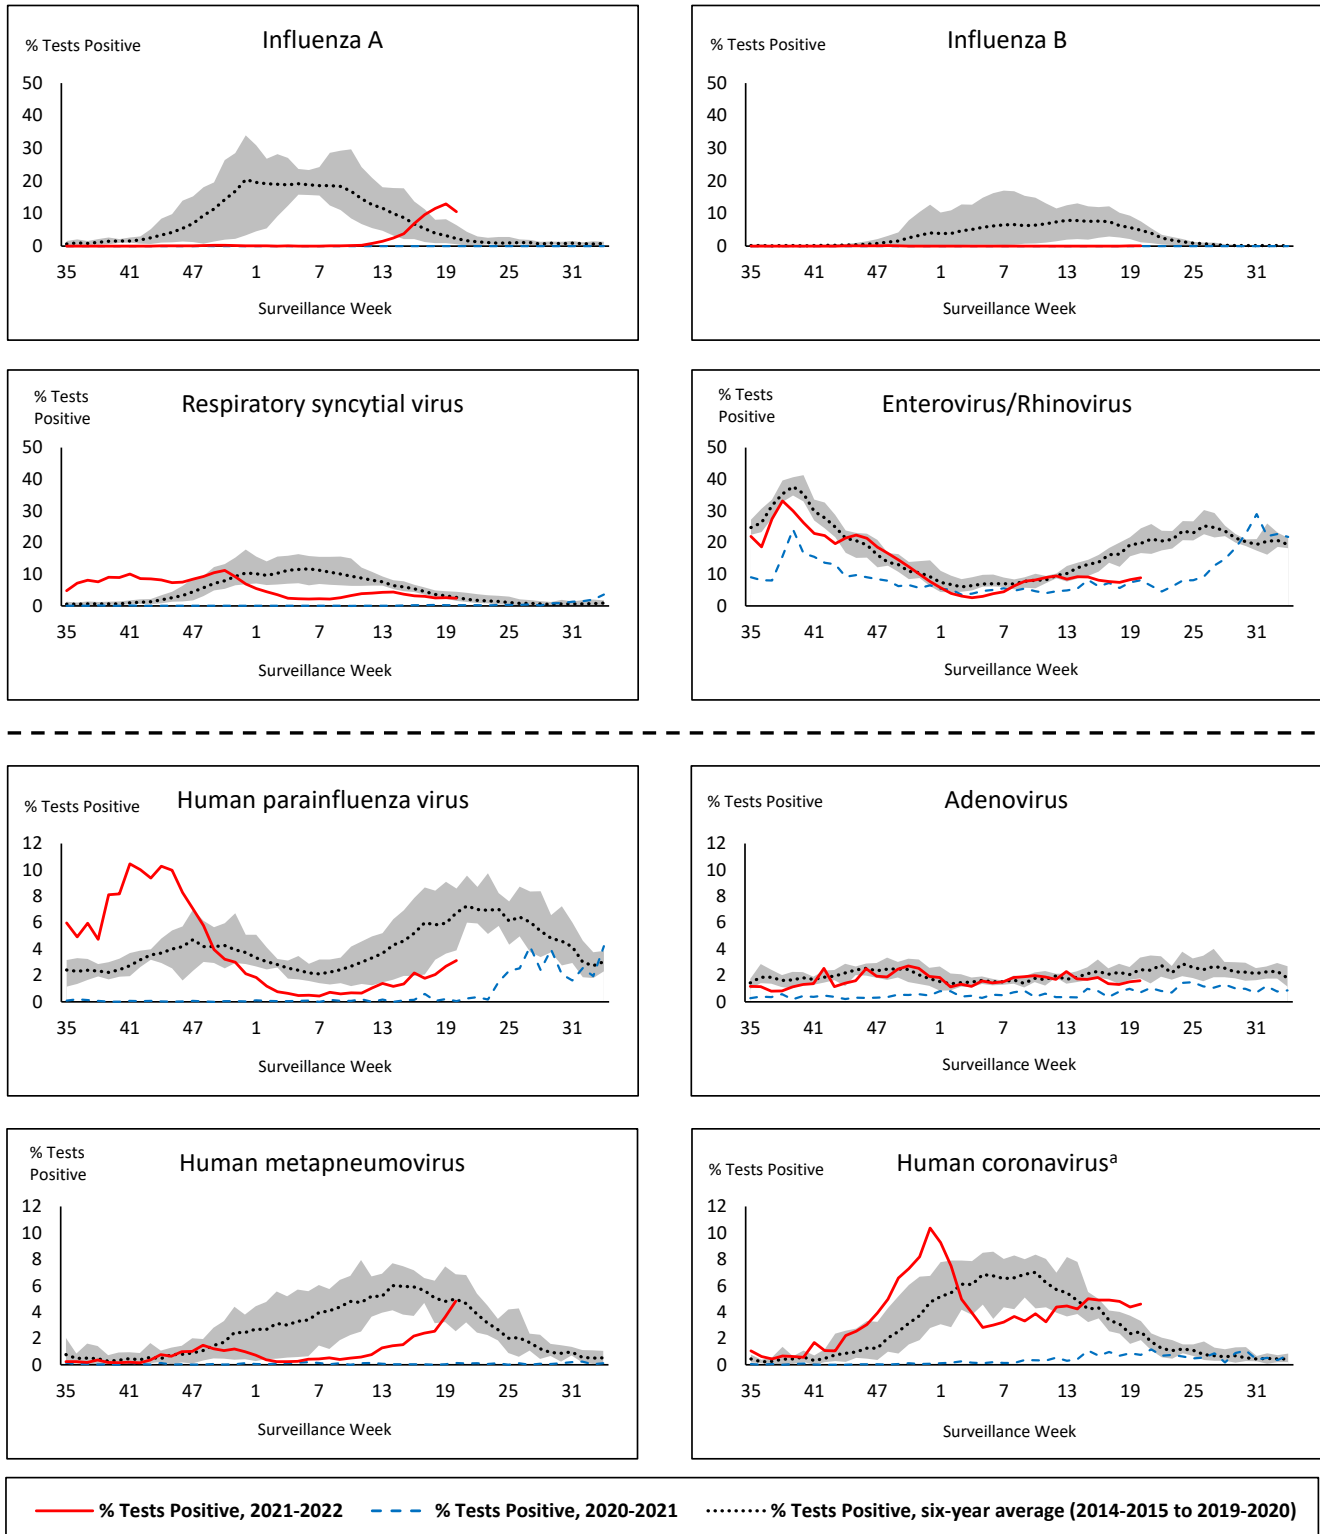 Influenza A
% Tests Positive
50
40
30
20
10
0
35 41 47 1 7 13 19 25 31
Surveillance Week
Influenza B
% Tests Positive
50
40
30
20
10
0
35 41 47 1 7 13 19 25 31
Surveillance Week
% Tests
Positive
Respiratory syncytial virus
50
40
30
20
10
0
35 41 47 1 7 13 19 25 31
Surveillance Week
% Tests
Positive
Enterovirus/Rhinovirus
50
40
30
20
10
0
35 41 47 1 7 13 19 25 31
Surveillance Week
% Tests Positive
Human parainfluenza virus
12
10
8
6
4
2
0
35 41 47 1 7 13 19 25 31
Surveillance Week
% Tests Positive
Adenovirus
12
10
8
6
4
2
0
35 41 47 1 7 13 19 25 31
Surveillance Week
% Tests
Positive
Human metapneumovirus
12
10
8
6
4
2
0
35 41 47 1 7 13 19 25 31
Surveillance Week
% Tests Positive
Human coronavirusᵃ
12
10
8
6
4
2
0
35 41 47 1 7 13 19 25 31
Surveillance Week
% Tests Positive, 2021-2022 % Tests Positive, 2020-2021 % Tests Positive, six-year average (2014-2015 to 2019-2020)